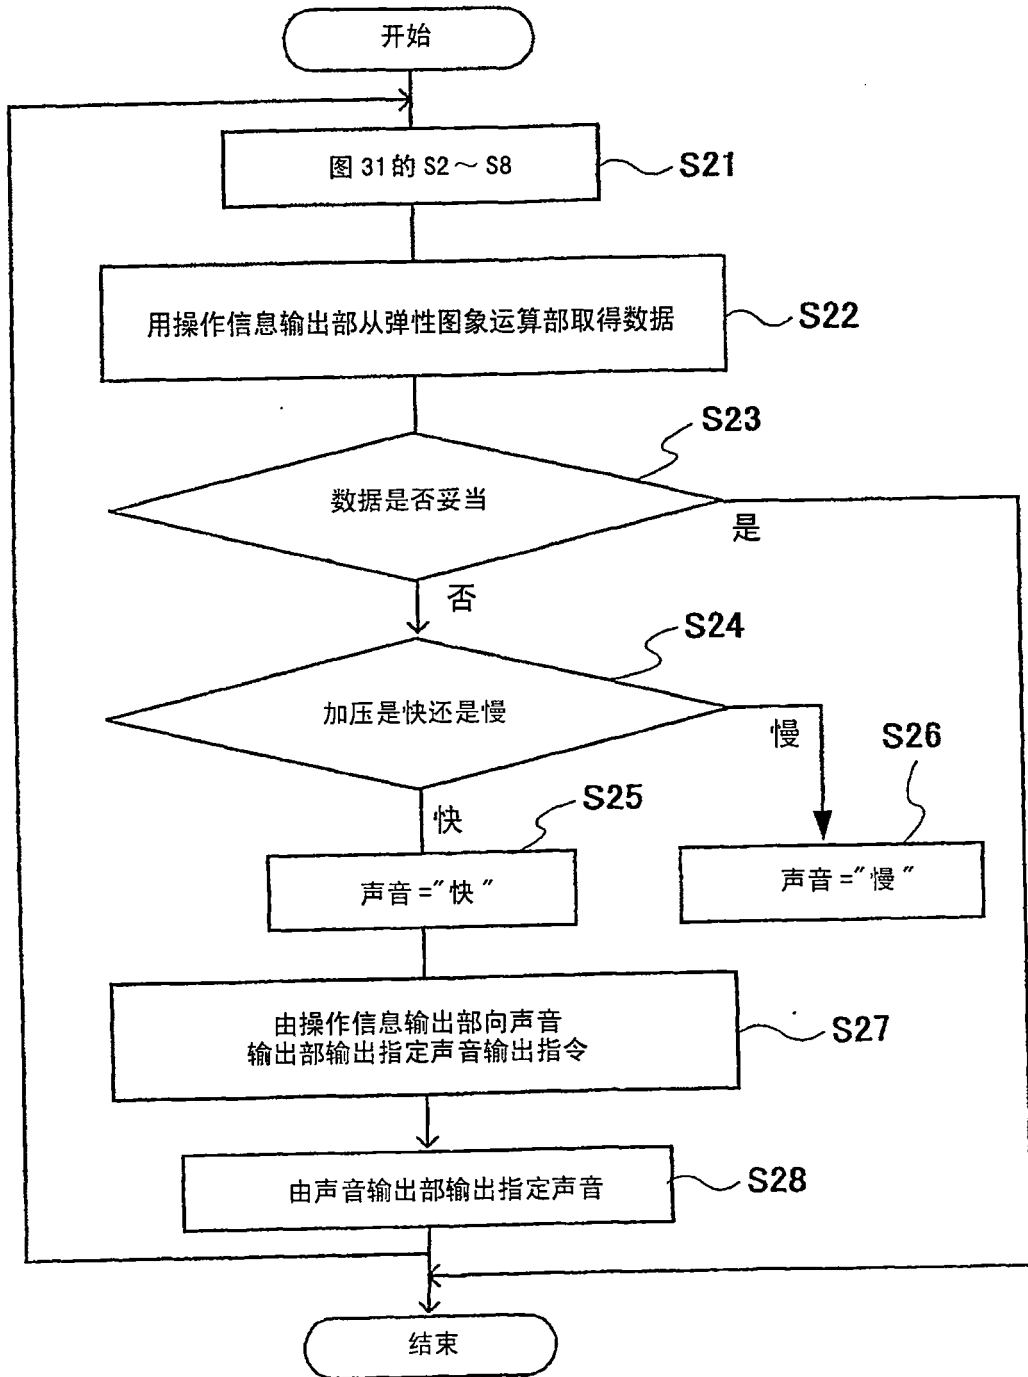 开始
图 31 的 S2～S8
S21
用操作信息输出部从弹性图象运算部取得数据
S22
S23
数据是否妥当
是
否
S24
加压是快还是慢
慢
S26
快
S25
声音="快"
声音="慢"
由操作信息输出部向声音
输出部输出指定声音输出指令
S27
由声音输出部输出指定声音
S28
结束